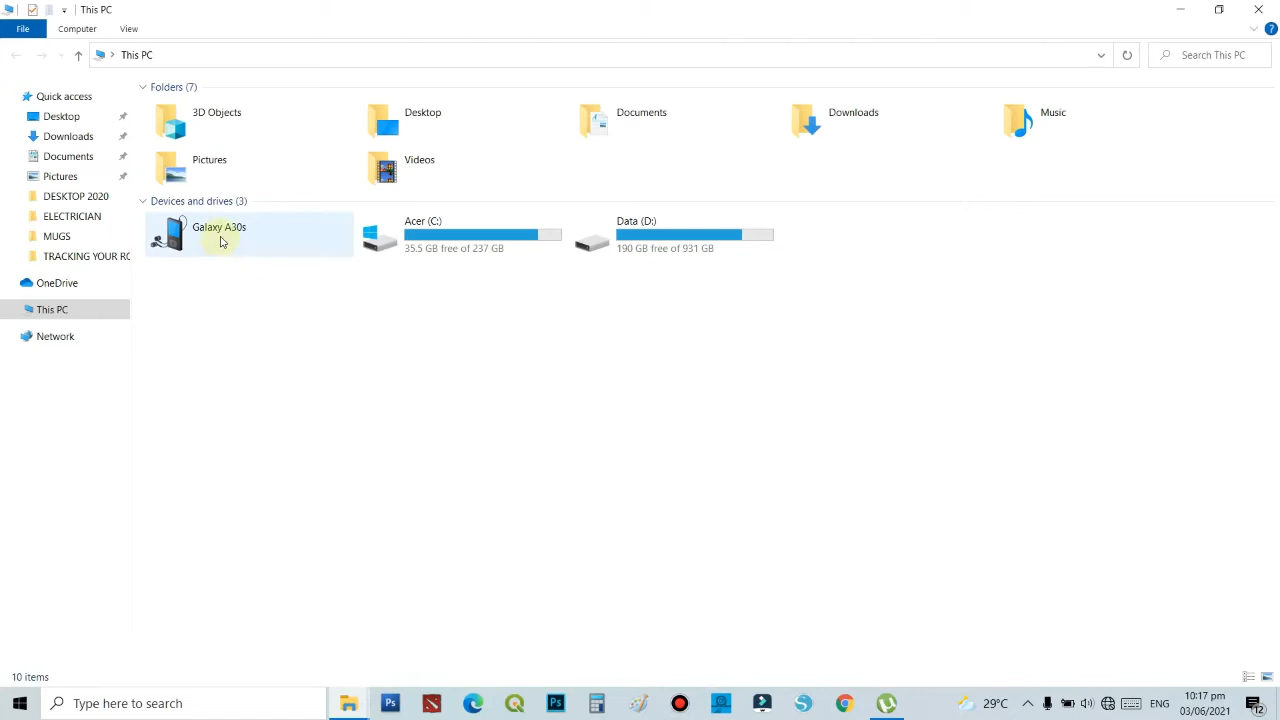 This PC
File Computer View
This PC
Search This PC
Quick access
Desktop
Downloads
Documents
Pictures
DESKTOP 2020
ELECTRICIAN
MUGS
TRACKING YOUR RO
OneDrive
This PC
Network
Folders (7)
3D Objects
Desktop
Documents
Downloads
Music
Pictures
Videos
Devices and drives (3)
Galaxy A30s
Acer (C:)
35.5 GB free of 237 GB
Data (D:)
190 GB free of 931 GB
10 items
Type here to search
Ps
Ps
29°C
ENG
10:17 pm
03/06/2021
12